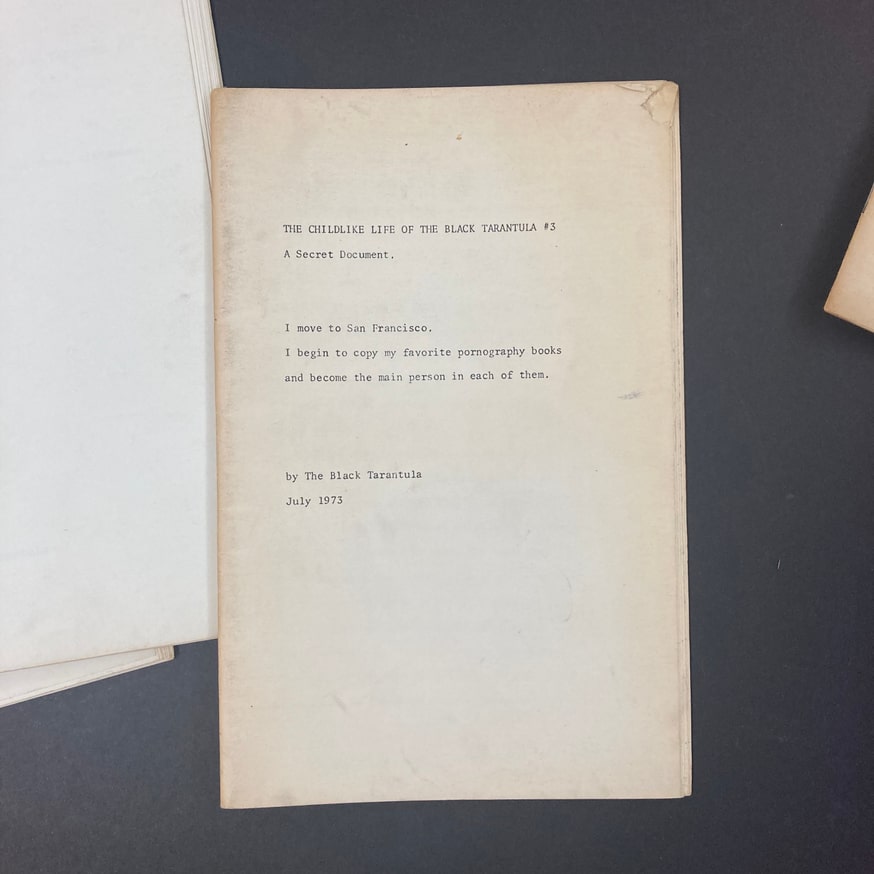 THE CHILDLIKE LIFE OF THE BLACK TARANTULA #3
A Secret Document.
I move to San Francisco.
I begin to copy my favorite pornography books
and become the main person in each of them.
by The Black Tarantula
July 1973